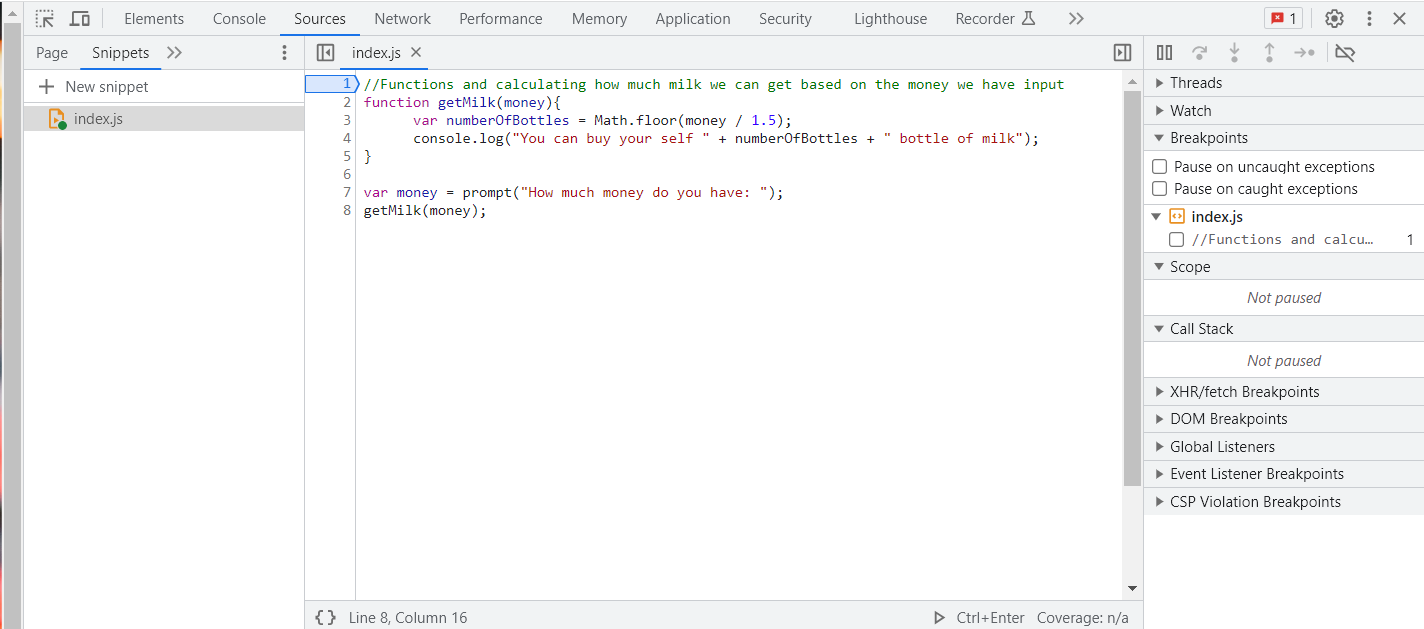 Elements Console Sources Network Performance Memory Application Security Lighthouse Recorder 1
Page Snippets
New snippet
index.js
index.js
1 //Functions and calculating how much milk we can get based on the money we have input
2 function getMilk(money){
3 var numberOfBottles = Math.floor(money / 1.5);
4 console.log("You can buy your self " + numberOfBottles + " bottle of milk");
5 }
6
7 var money = prompt("How much money do you have: ");
8 getMilk(money);
{ } Line 8, Column 16 Ctrl+Enter Coverage: n/a
Threads
Watch
Breakpoints
Pause on uncaught exceptions
Pause on caught exceptions
index.js
//Functions and calcu… 1
Scope
Not paused
Call Stack
Not paused
XHR/fetch Breakpoints
DOM Breakpoints
Global Listeners
Event Listener Breakpoints
CSP Violation Breakpoints